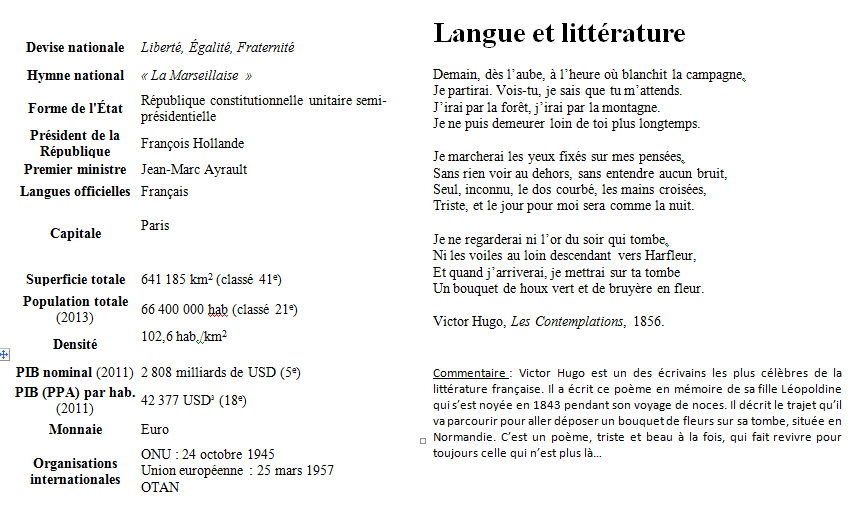 Devise nationale Liberté, Égalité, Fraternité
Hymne national « La Marseillaise »
Forme de l'État République constitutionnelle unitaire semi-
présidentielle
Président de la
République François Hollande
Premier ministre Jean-Marc Ayrault
Langues officielles Français
Capitale Paris
Superficie totale 641 185 km² (classé 41ᵉ)
Population totale
(2013) 66 400 000 hab (classé 21ᵉ)
Densité 102,6 hab./km²
PIB nominal (2011) 2 808 milliards de USD (5ᵉ)
PIB (PPA) par hab.
(2011) 42 377 USD³ (18ᵉ)
Monnaie Euro
Organisations
internationales
ONU : 24 octobre 1945
Union européenne : 25 mars 1957
OTAN
Langue et littérature
Demain, dès l’aube, à l’heure où blanchit la campagne,
Je partirai. Vois-tu, je sais que tu m’attends.
J’irai par la forêt, j’irai par la montagne.
Je ne puis demeurer loin de toi plus longtemps.
Je marcherai les yeux fixés sur mes pensées,
Sans rien voir au dehors, sans entendre aucun bruit,
Seul, inconnu, le dos courbé, les mains croisées,
Triste, et le jour pour moi sera comme la nuit.
Je ne regarderai ni l’or du soir qui tombe,
Ni les voiles au loin descendant vers Harfleur,
Et quand j’arriverai, je mettrai sur ta tombe
Un bouquet de houx vert et de bruyère en fleur.
Victor Hugo, Les Contemplations, 1856.
Commentaire : Victor Hugo est un des écrivains les plus célèbres de la
littérature française. Il a écrit ce poème en mémoire de sa fille Léopoldine
qui s’est noyée en 1843 pendant son voyage de noces. Il décrit le trajet qu’il
va parcourir pour aller déposer un bouquet de fleurs sur sa tombe, située en
Normandie. C’est un poème, triste et beau à la fois, qui fait revivre pour
toujours celle qui n’est plus là...